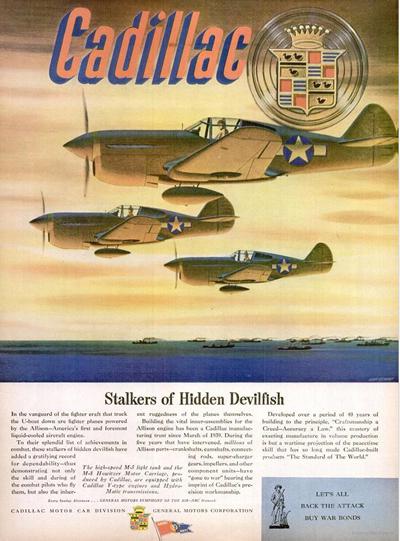 Cadillac
Stalkers of Hidden Devilfish
In the vanguard of the fighter craft that track
the U-boat down are fighter planes powered
by the Allison—America's first and foremost
liquid-cooled aircraft engine.
To their splendid list of achievements in
combat, these stalkers of hidden devilfish have
added a gratifying record
for dependability—thus
demonstrating not only
the skill and daring of
the combat pilots who fly
them, but also the inher-
ent ruggedness of the planes themselves.
Building the vital inner-assemblies for the
Allison engine has been a Cadillac manufac-
turing trust since March of 1939. During the
five years that have intervened, millions of
Allison parts—crankshafts, camshafts, connect-
ing rods, super-charger
gears, impellers, and other
component units—have
"gone to war" bearing the
imprint of Cadillac's pre-
cision workmanship.
The high-speed M-5 light tank and the
M-8 Howitzer Motor Carriage, pro-
duced by Cadillac, are equipped with
Cadillac V-type engines and Hydra-
Matic transmissions.
Developed over a period of 40 years of
building to the principle, "Craftsmanship a
Creed—Accuracy a Law," this mastery of
exacting manufacture in volume production
is but a wartime projection of the peacetime
skill that has so long made Cadillac-built
products "The Standard of The World."
Every Sunday Afternoon . . . GENERAL MOTORS SYMPHONY OF THE AIR—NBC Network
CADILLAC MOTOR CAR DIVISION GENERAL MOTORS CORPORATION
LET'S ALL
BACK THE ATTACK
BUY WAR BONDS